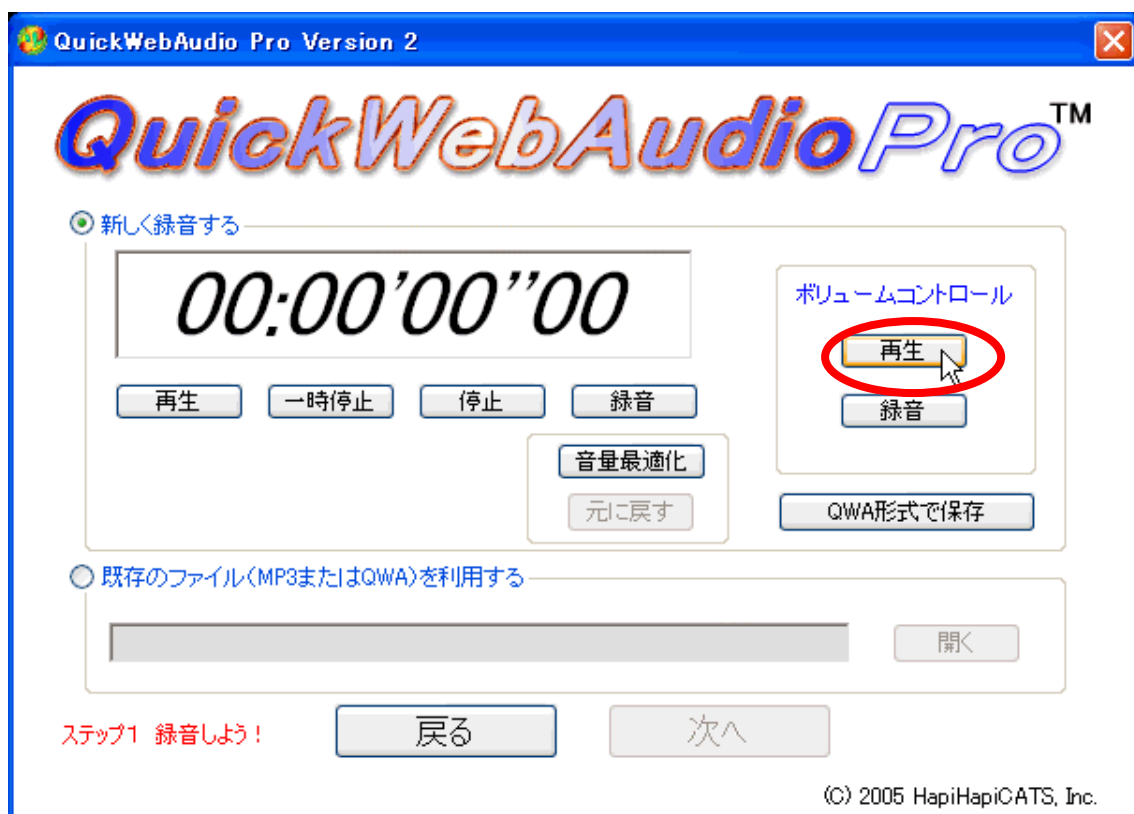 QuickWebAudio Pro Version 2
QuickWebAudio Pro™
新しく録音する
00:00'00''00
ボリュームコントロール
再生
録音
再生 一時停止 停止 録音
音量最適化
元に戻す
QWA形式で保存
既存のファイル(MP3またはQWA)を利用する
開く
ステップ1 録音しよう!
戻る
次へ
(C) 2005 HapiHapiCATS, Inc.